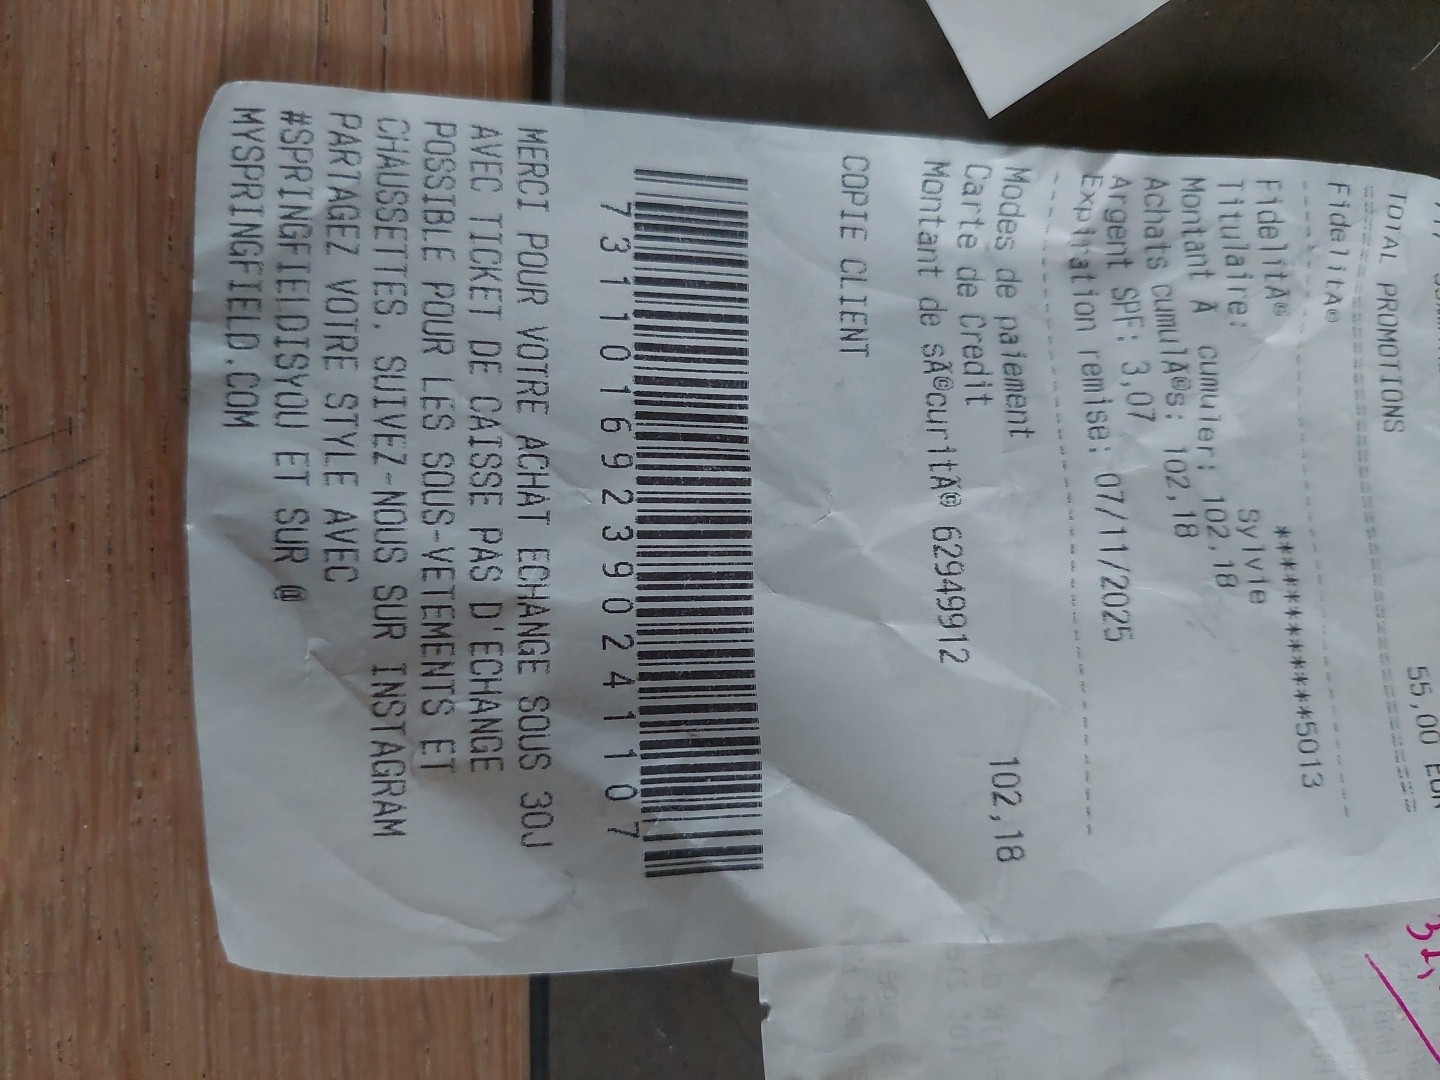 55,00 EUR
TOTAL PROMOTIONS
FidelitÃ©
FidelitÃ© ****************5013
Titulaire: Sylvie
Montant Ã cumuler: 102,18
Achats cumulÃ©s: 102,18
Argent SPF: 3,07
Expiration remise: 07/11/2025
Modes de paiement
Carte de Credit 102,18
Montant de sÃ©curitÃ© 62949912
COPIE CLIENT
731101692390241107
MERCI POUR VOTRE ACHAT ECHANGE SOUS 30J
AVEC TICKET DE CAISSE PAS D'ECHANGE
POSSIBLE POUR LES SOUS-VETEMENTS ET
CHAUSSETTES. SUIVEZ-NOUS SUR INSTAGRAM
PARTAGEZ VOTRE STYLE AVEC
#SPRINGFIELDISYOU ET SUR @
MYSPRINGFIELD.COM